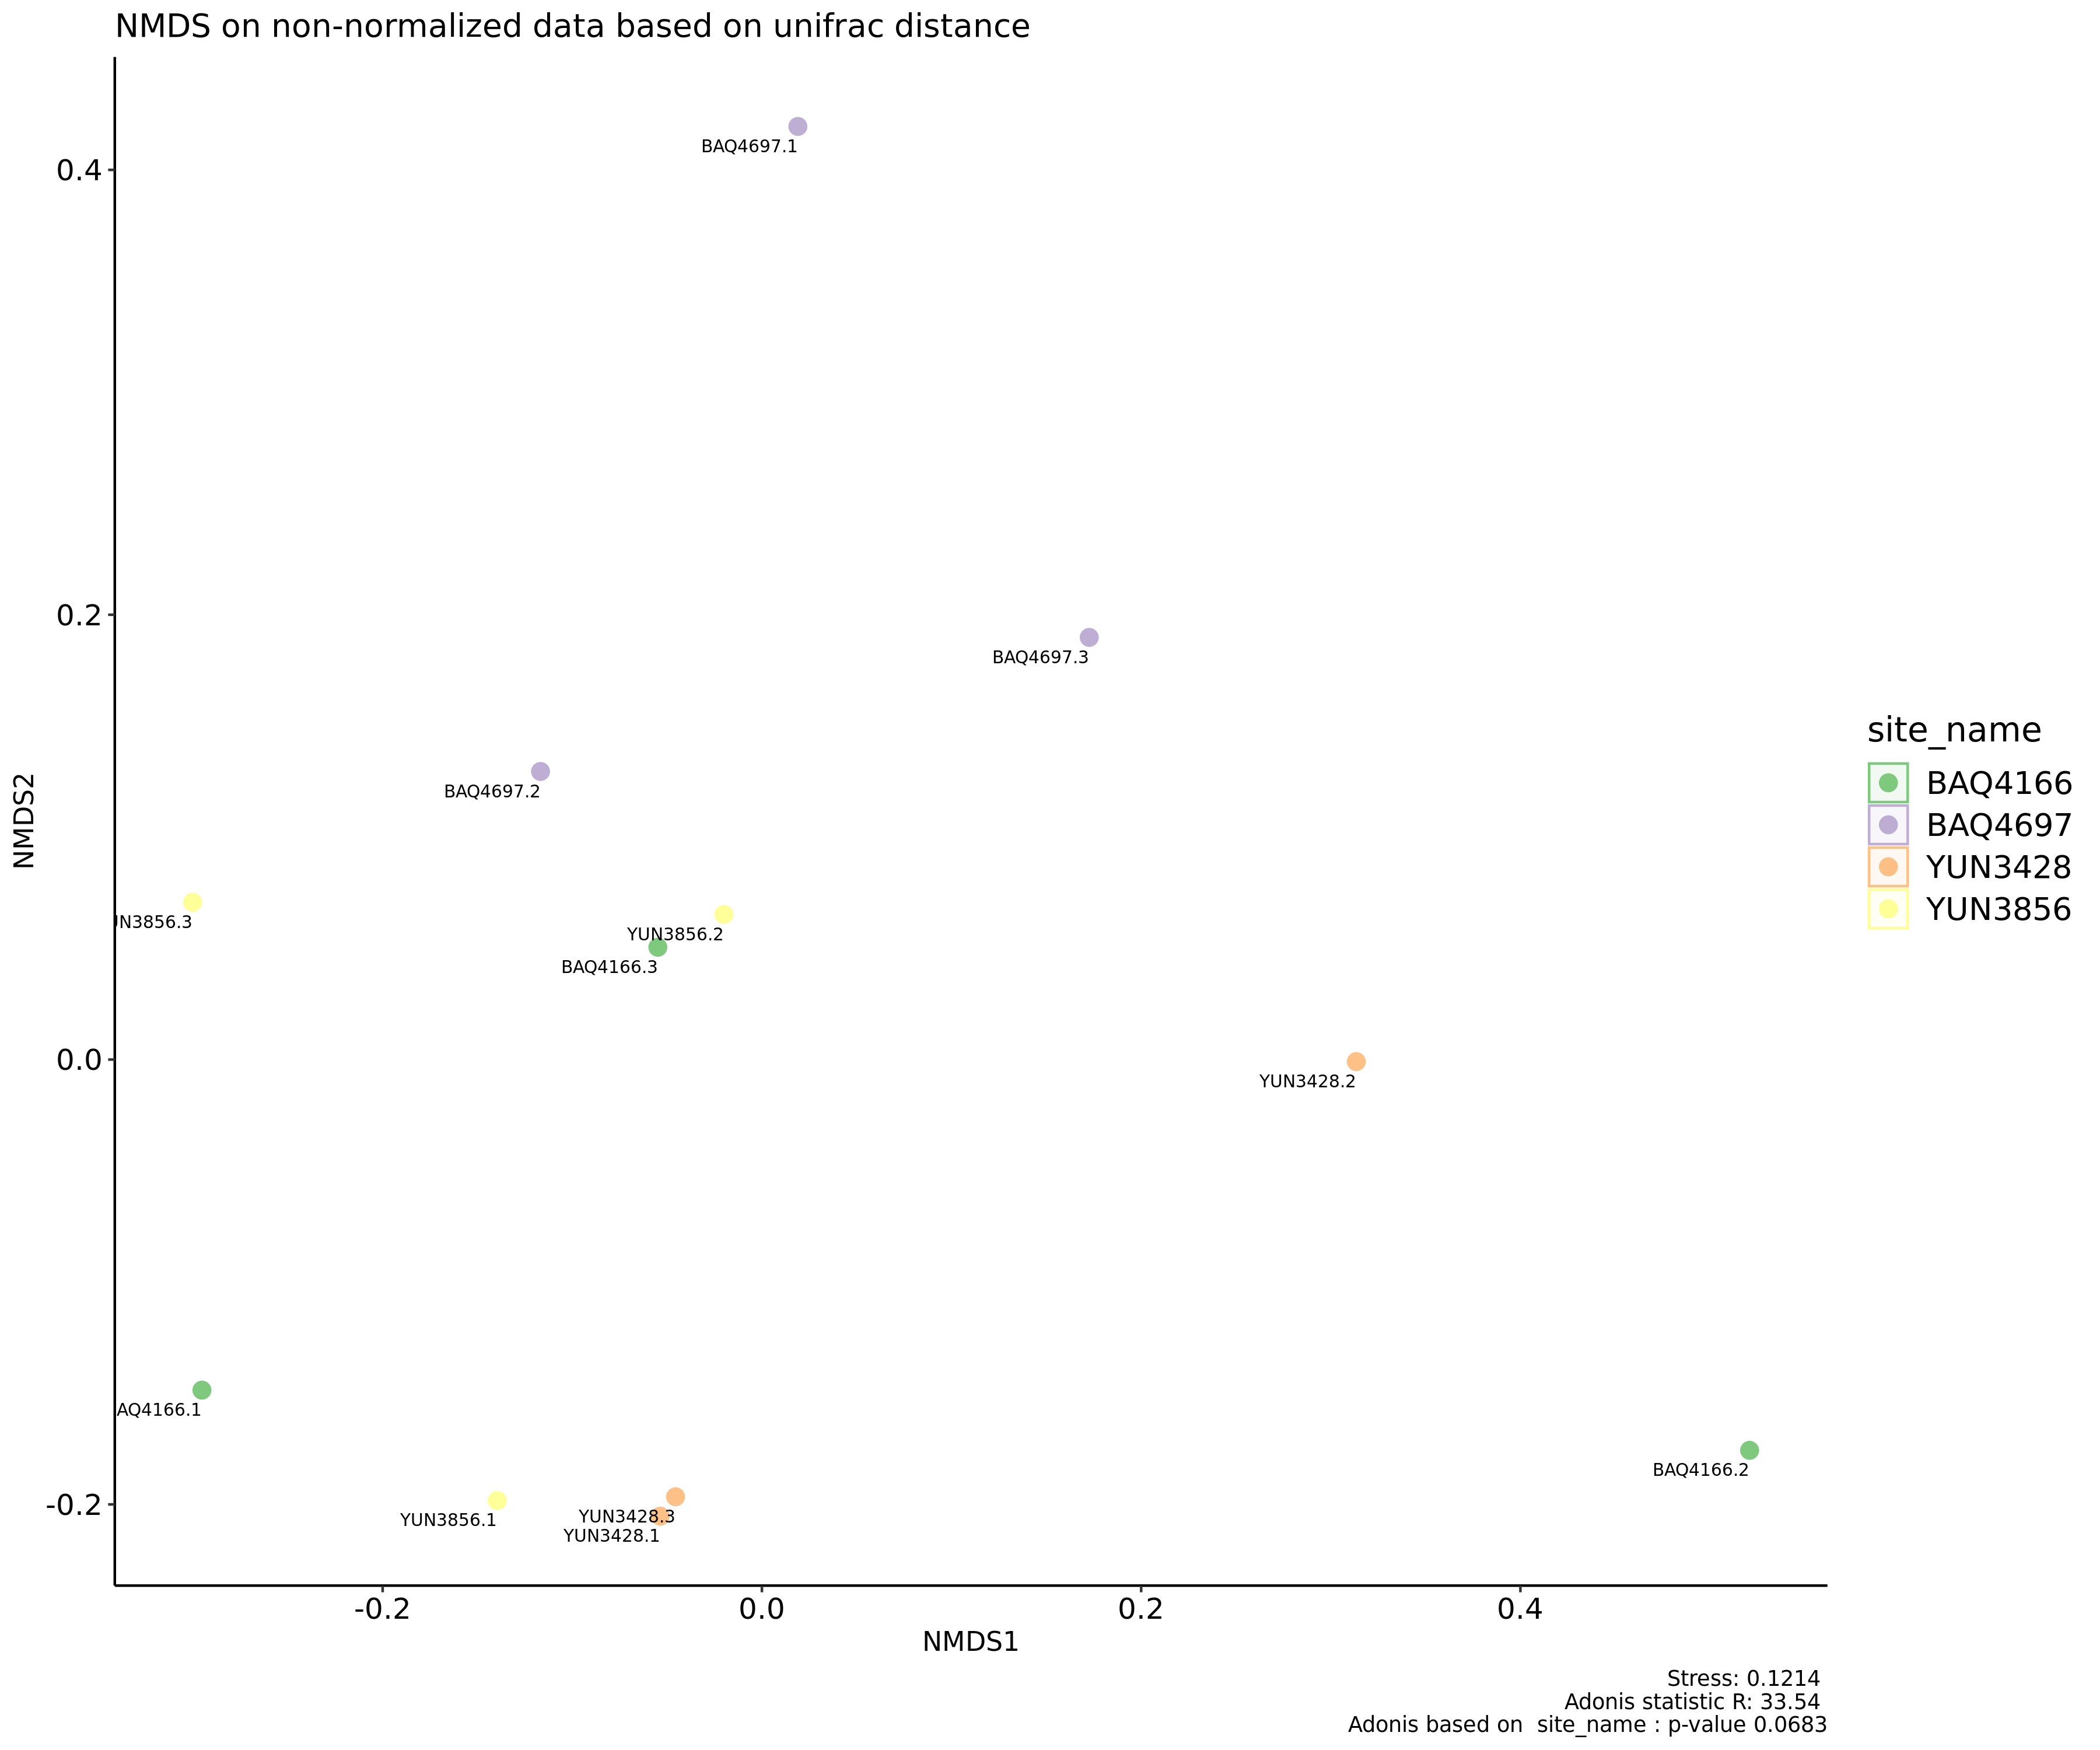 NMDS on non-normalized data based on unifrac distance
BAQ4697.1
0.4
0.2
BAQ4697.3
BAQ4697.2
NMDS2
UN3856.3
YUN3856.2
BAQ4166.3
0.0
YUN3428.2
AQ4166.1
BAQ4166.2
-0.2
YUN3856.1
YUN3428.3
YUN3428.1
-0.2
0.0
0.2
0.4
NMDS1
site_name
BAQ4166
BAQ4697
YUN3428
YUN3856
Stress: 0.1214
Adonis statistic R: 33.54
Adonis based on  site_name : p-value 0.0683